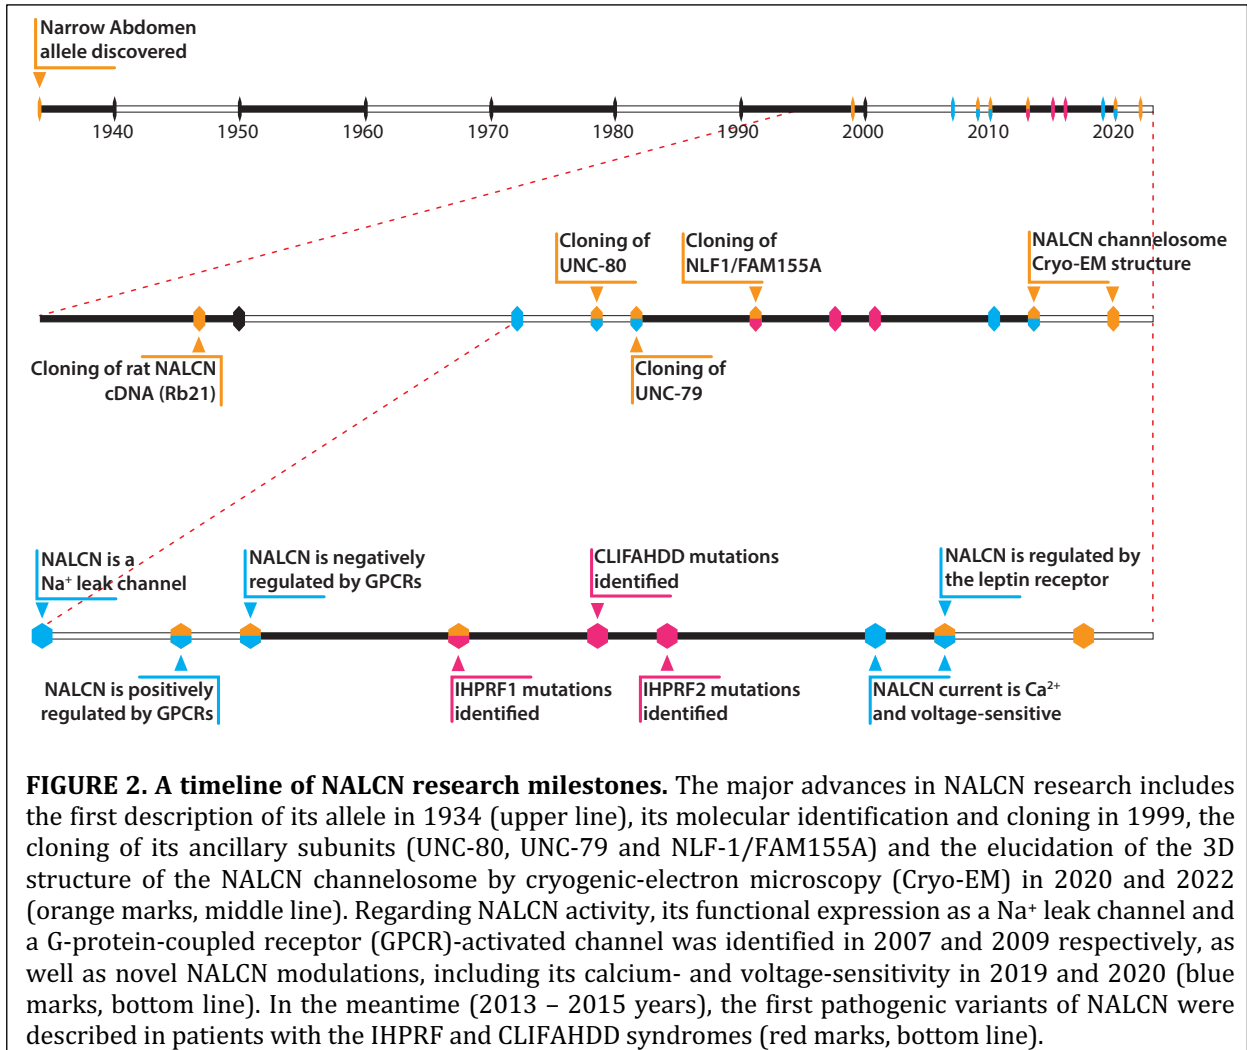 Narrow Abdomen
allele discovered
1940 1950 1960 1970 1980 1990 2000 2010 2020
Cloning of
UNC-80
Cloning of
NLF1/FAM155A
NALCN channelosome
Cryo-EM structure
Cloning of rat NALCN
cDNA (Rb21)
Cloning of
UNC-79
NALCN is a
Na⁺ leak channel
NALCN is negatively
regulated by GPCRs
CLIFAHDD mutations
identified
NALCN is regulated by
the leptin receptor
NALCN is positively
regulated by GPCRs
IHPRF1 mutations
identified
IHPRF2 mutations
identified
NALCN current is Ca²⁺
and voltage-sensitive
FIGURE 2. A timeline of NALCN research milestones. The major advances in NALCN research includes
the first description of its allele in 1934 (upper line), its molecular identification and cloning in 1999, the
cloning of its ancillary subunits (UNC-80, UNC-79 and NLF-1/FAM155A) and the elucidation of the 3D
structure of the NALCN channelosome by cryogenic-electron microscopy (Cryo-EM) in 2020 and 2022
(orange marks, middle line). Regarding NALCN activity, its functional expression as a Na⁺ leak channel and
a G-protein-coupled receptor (GPCR)-activated channel was identified in 2007 and 2009 respectively, as
well as novel NALCN modulations, including its calcium- and voltage-sensitivity in 2019 and 2020 (blue
marks, bottom line). In the meantime (2013 – 2015 years), the first pathogenic variants of NALCN were
described in patients with the IHPRF and CLIFAHDD syndromes (red marks, bottom line).